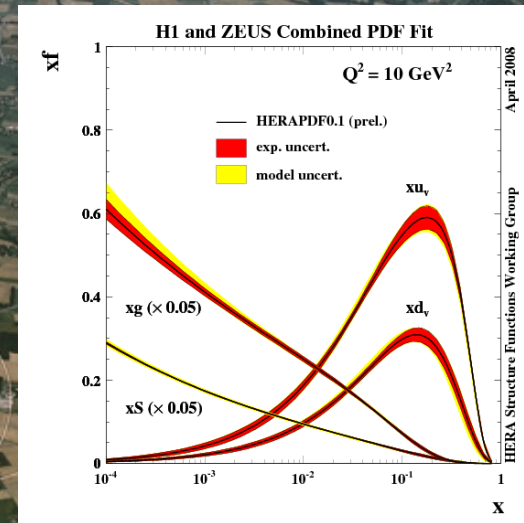 H1 and ZEUS Combined PDF Fit
xf
Q² = 10 GeV²
HERAPDF0.1 (prel.)
exp. uncert.
model uncert.
xuᵥ
xdᵥ
xg (× 0.05)
xS (× 0.05)
1
0.8
0.6
0.4
0.2
0
10⁻⁴
10⁻³
10⁻²
10⁻¹
1
x
HERA Structure Functions Working Group
April 2008